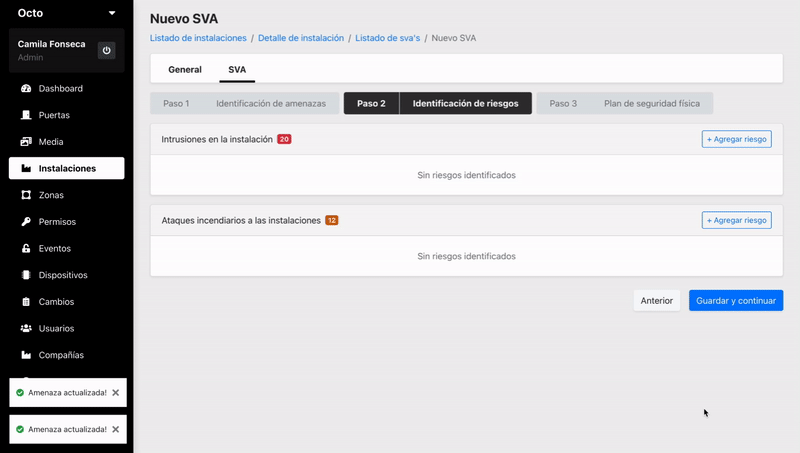 Octo
Camila Fonseca
Admin
Dashboard
Puertas
Media
Instalaciones
Zonas
Permisos
Eventos
Dispositivos
Cambios
Usuarios
Compañías
Amenaza actualizada!
Amenaza actualizada!
Nuevo SVA
Listado de instalaciones / Detalle de instalación / Listado de sva's / Nuevo SVA
General SVA
Paso 1 Identificación de amenazas Paso 2 Identificación de riesgos Paso 3 Plan de seguridad física
Intrusiones en la instalación 20 + Agregar riesgo
Sin riesgos identificados
Ataques incendiarios a las instalaciones 12 + Agregar riesgo
Sin riesgos identificados
Anterior Guardar y continuar